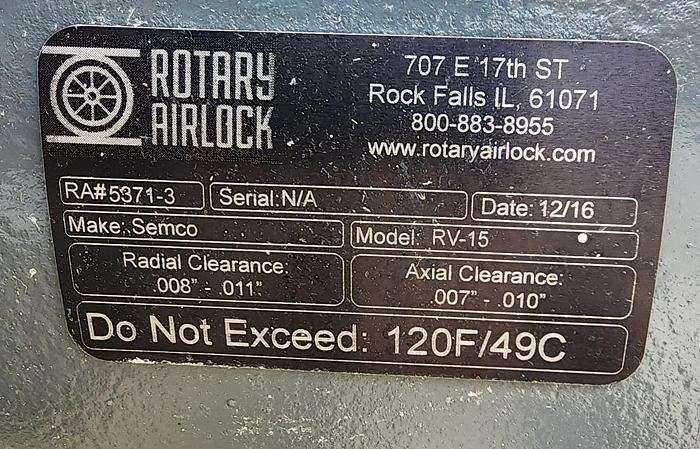 ROTARY
AIRLOCK
707 E 17th ST
Rock Falls IL, 61071
800-883-8955
www.rotaryairlock.com
RA#5371-3
Serial:N/A
Date: 12/16
Make: Semco
Model: RV-15
Radial Clearance:
.008" - .011"
Axial Clearance:
.007" - .010"
Do Not Exceed: 120F/49C